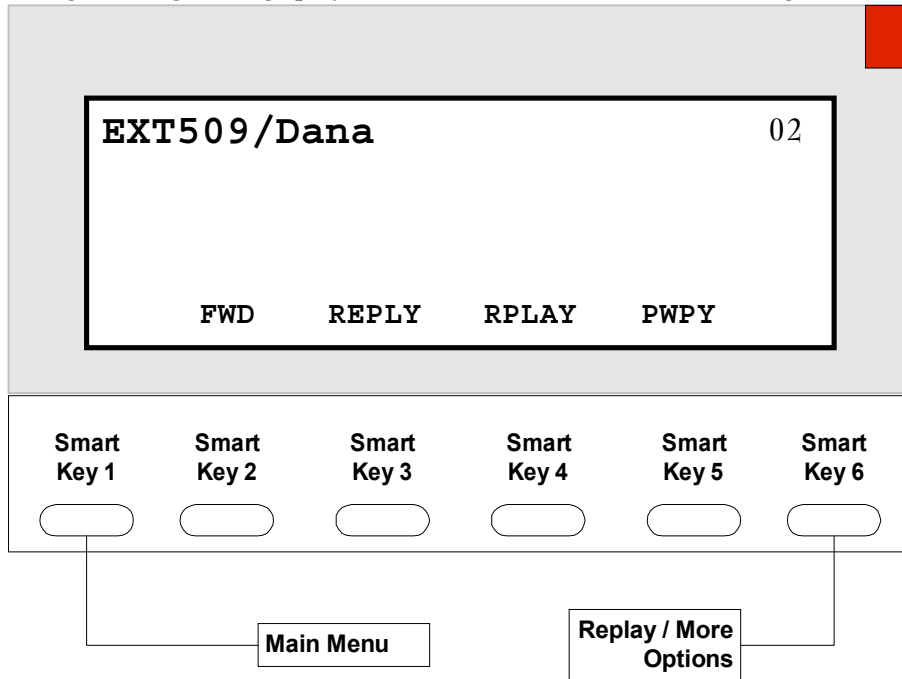 EXT509/Dana 02
FWD REPLY RPLAY PWPY
Smart Key 1
Smart Key 2
Smart Key 3
Smart Key 4
Smart Key 5
Smart Key 6
Main Menu
Replay / More
Options